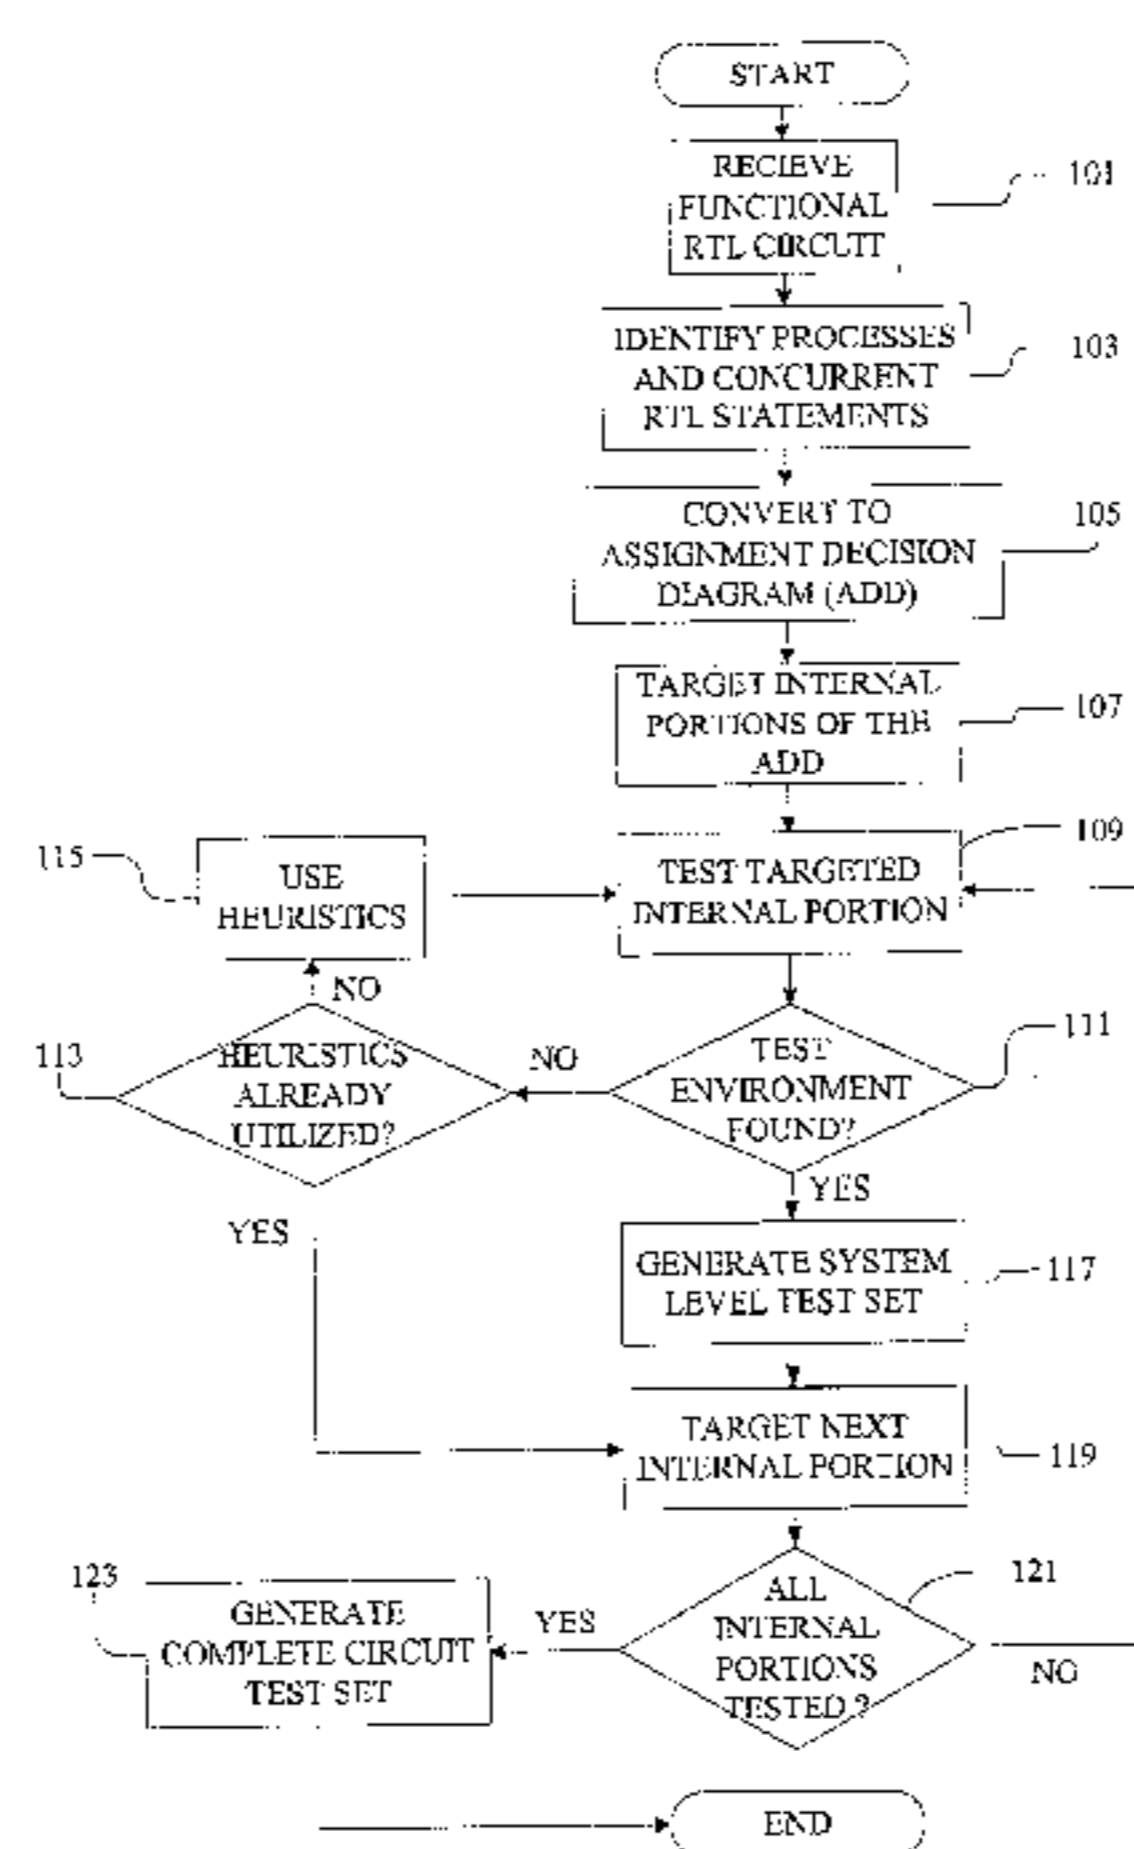 START
RECIEVE
FUNCTIONAL
RTL CIRCUIT
101
IDENTIFY PROCESSES
AND CONCURRENT
RTL STATEMENTS
103
CONVERT TO
ASSIGNMENT DECISION
DIAGRAM (ADD)
105
TARGET INTERNAL
PORTIONS OF THE
ADD
107
115
USE
HEURISTICS
TEST TARGETED
INTERNAL PORTION
109
NO
113
HEURISTICS
ALREADY
UTILIZED?
NO
TEST
ENVIRONMENT
FOUND?
111
YES
YES
GENERATE SYSTEM
LEVEL TEST SET
117
TARGET NEXT
INTERNAL PORTION
119
123
GENERATE
COMPLETE CIRCUIT
TEST SET
YES
ALL
INTERNAL
PORTIONS
TESTED ?
121
NO
END